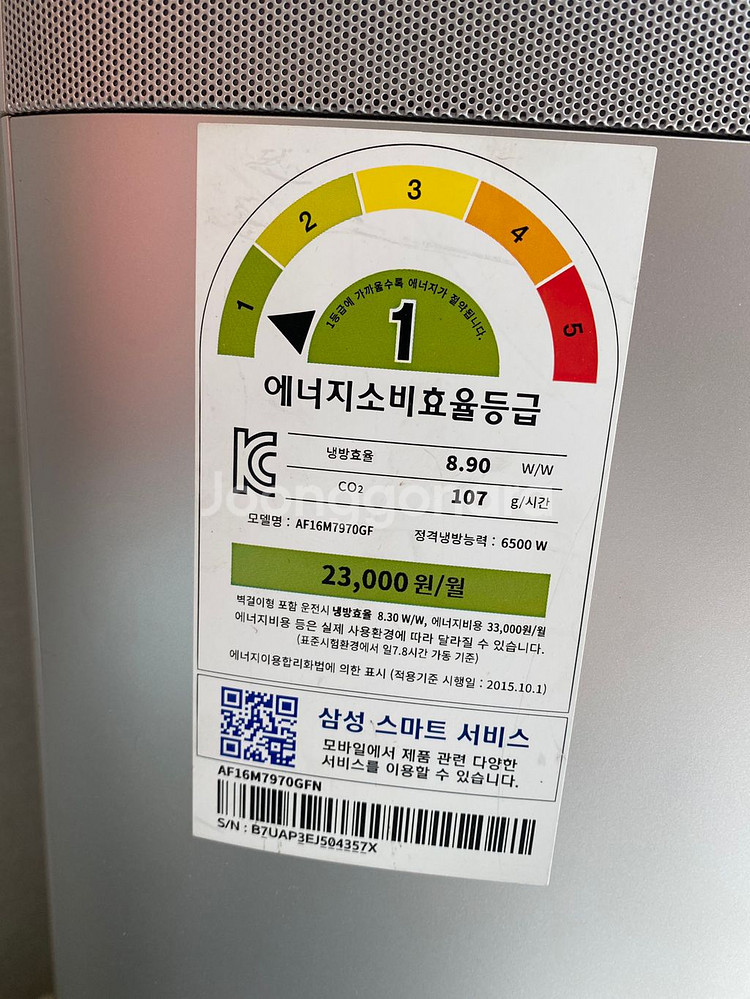 1 2 3 4 5
1등급에 가까울수록 에너지가 절약됩니다.
1
에너지소비효율등급
냉방효율 8.90 W/W
CO₂ 107 g/시간
모델명 : AF16M7970GF 정격냉방능력 : 6500 W
23,000 원/월
벽걸이형 포함 운전시 냉방효율 8.30 W/W, 에너지비용 33,000원/월
에너지비용 등은 실제 사용환경에 따라 달라질 수 있습니다.
(표준시험환경에서 일7.8시간 가동 기준)
에너지이용합리화법에 의한 표시 (적용기준 시행일 : 2015.10.1)
삼성 스마트 서비스
모바일에서 제품 관련 다양한
서비스를 이용할 수 있습니다.
AF16M7970GFN
S/N : B7UAP3EJ504357X